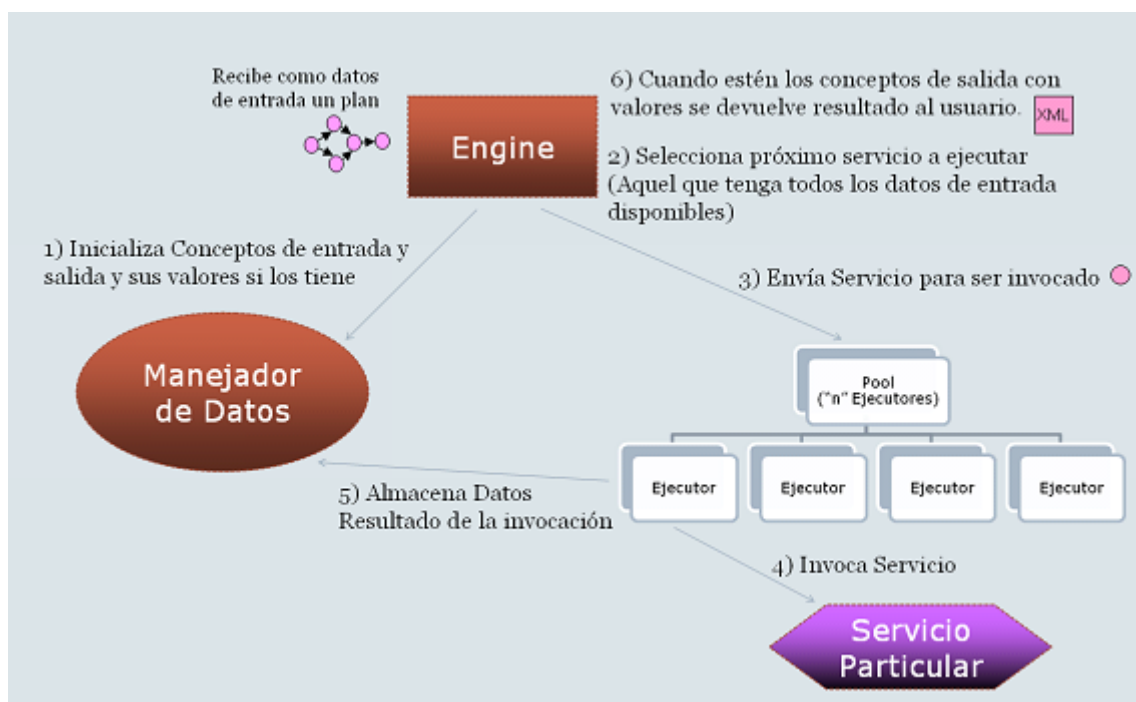 Recibe como datos
de entrada un plan
Engine
6) Cuando estén los conceptos de salida con
valores se devuelve resultado al usuario.
XML
2) Selecciona próximo servicio a ejecutar
(Aquel que tenga todos los datos de entrada
disponibles)
1) Inicializa Conceptos de entrada y
salida y sus valores si los tiene
3) Envía Servicio para ser invocado
Manejador
de Datos
Pool
("n" Ejecutores)
Ejecutor
Ejecutor
Ejecutor
Ejecutor
5) Almacena Datos
Resultado de la invocación
4) Invoca Servicio
Servicio
Particular